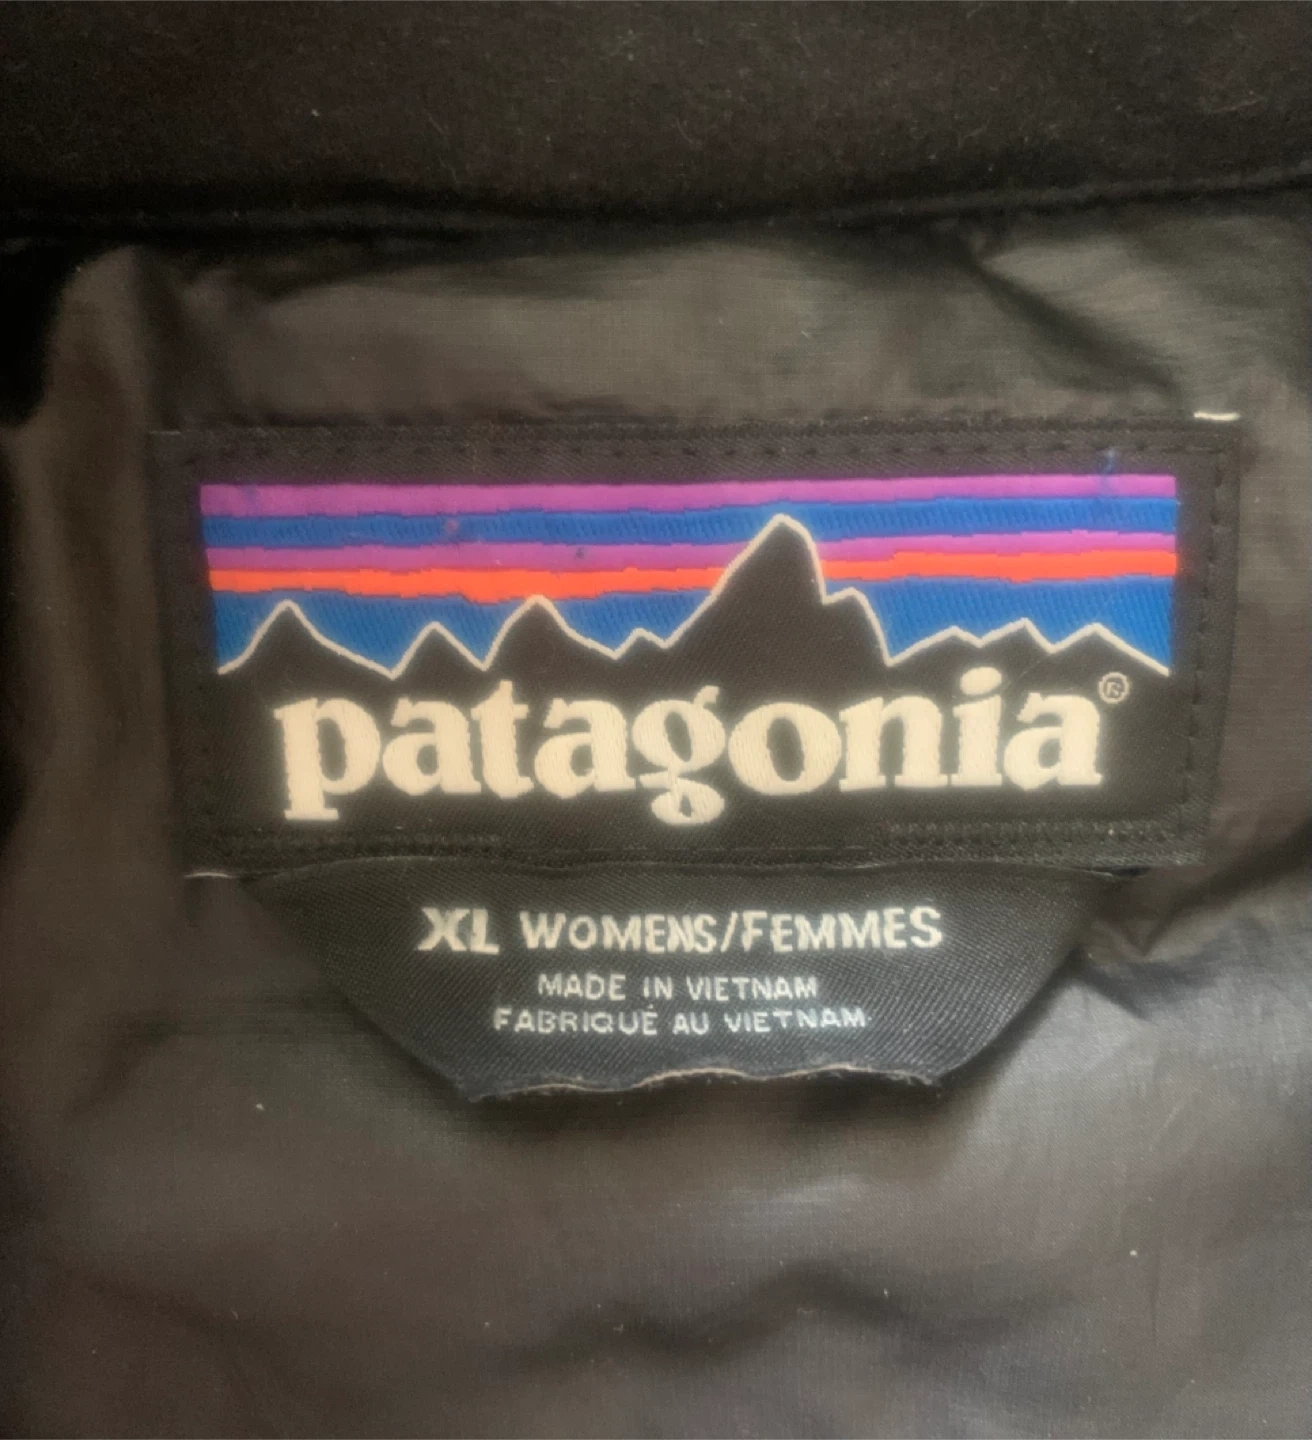 patagonia®
XL WOMENS/FEMMES
MADE IN VIETNAM
FABRIQUÉ AU VIETNAM